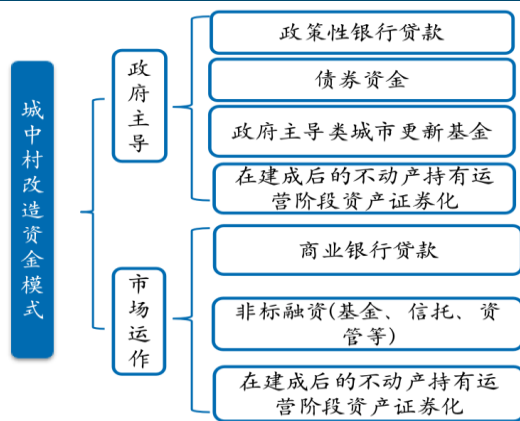 城中村改造资金模式
政府主导
政策性银行贷款
债券资金
政府主导类城市更新基金
在建成后的不动产持有运
营阶段资产证券化
市场运作
商业银行贷款
非标融资(基金、信托、资
管等)
在建成后的不动产持有运
营阶段资产证券化